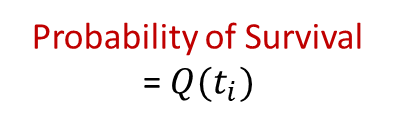 Probability of Survival
= Q(tᵢ)